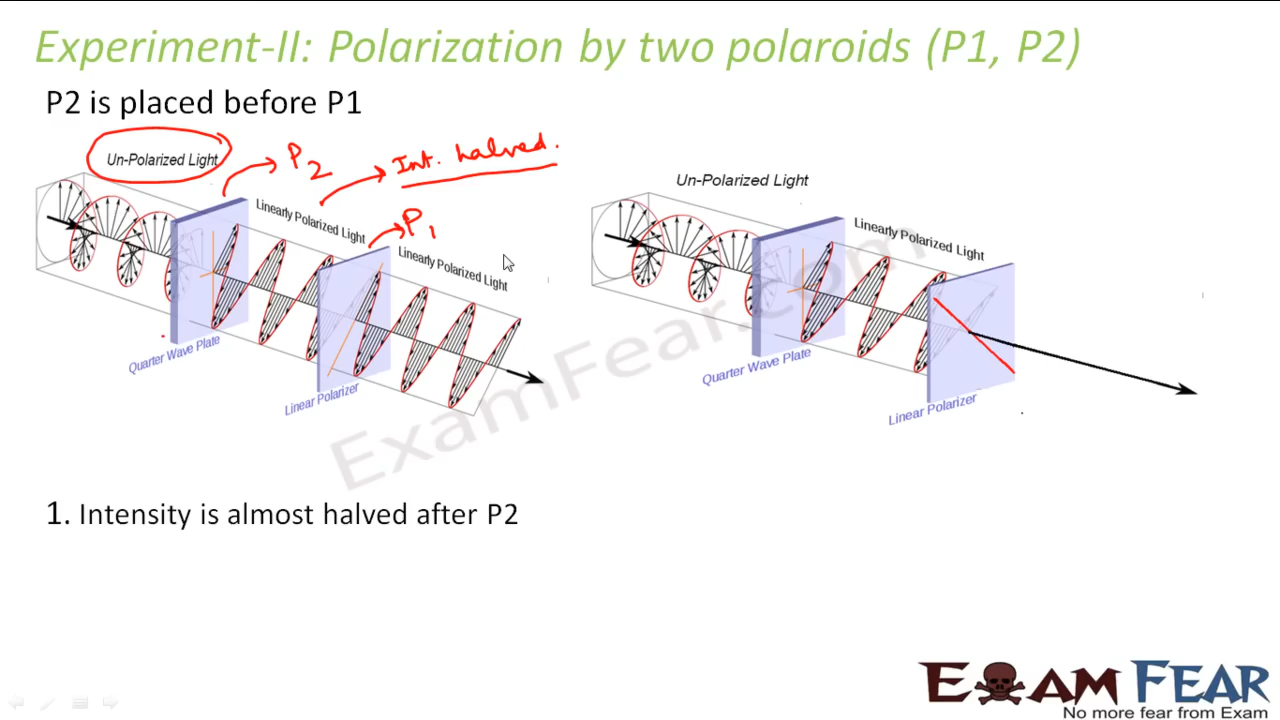 Experiment-II: Polarization by two polaroids (P1, P2)
P2 is placed before P1
Un-Polarized Light
P2
Int. halved.
Linearly Polarized Light
P1
Linearly Polarized Light
Quarter Wave Plate
Linear Polarizer
Un-Polarized Light
Linearly Polarized Light
Quarter Wave Plate
Linear Polarizer
ExamFear.com
1. Intensity is almost halved after P2
EXAM FEAR
No more fear from Exam